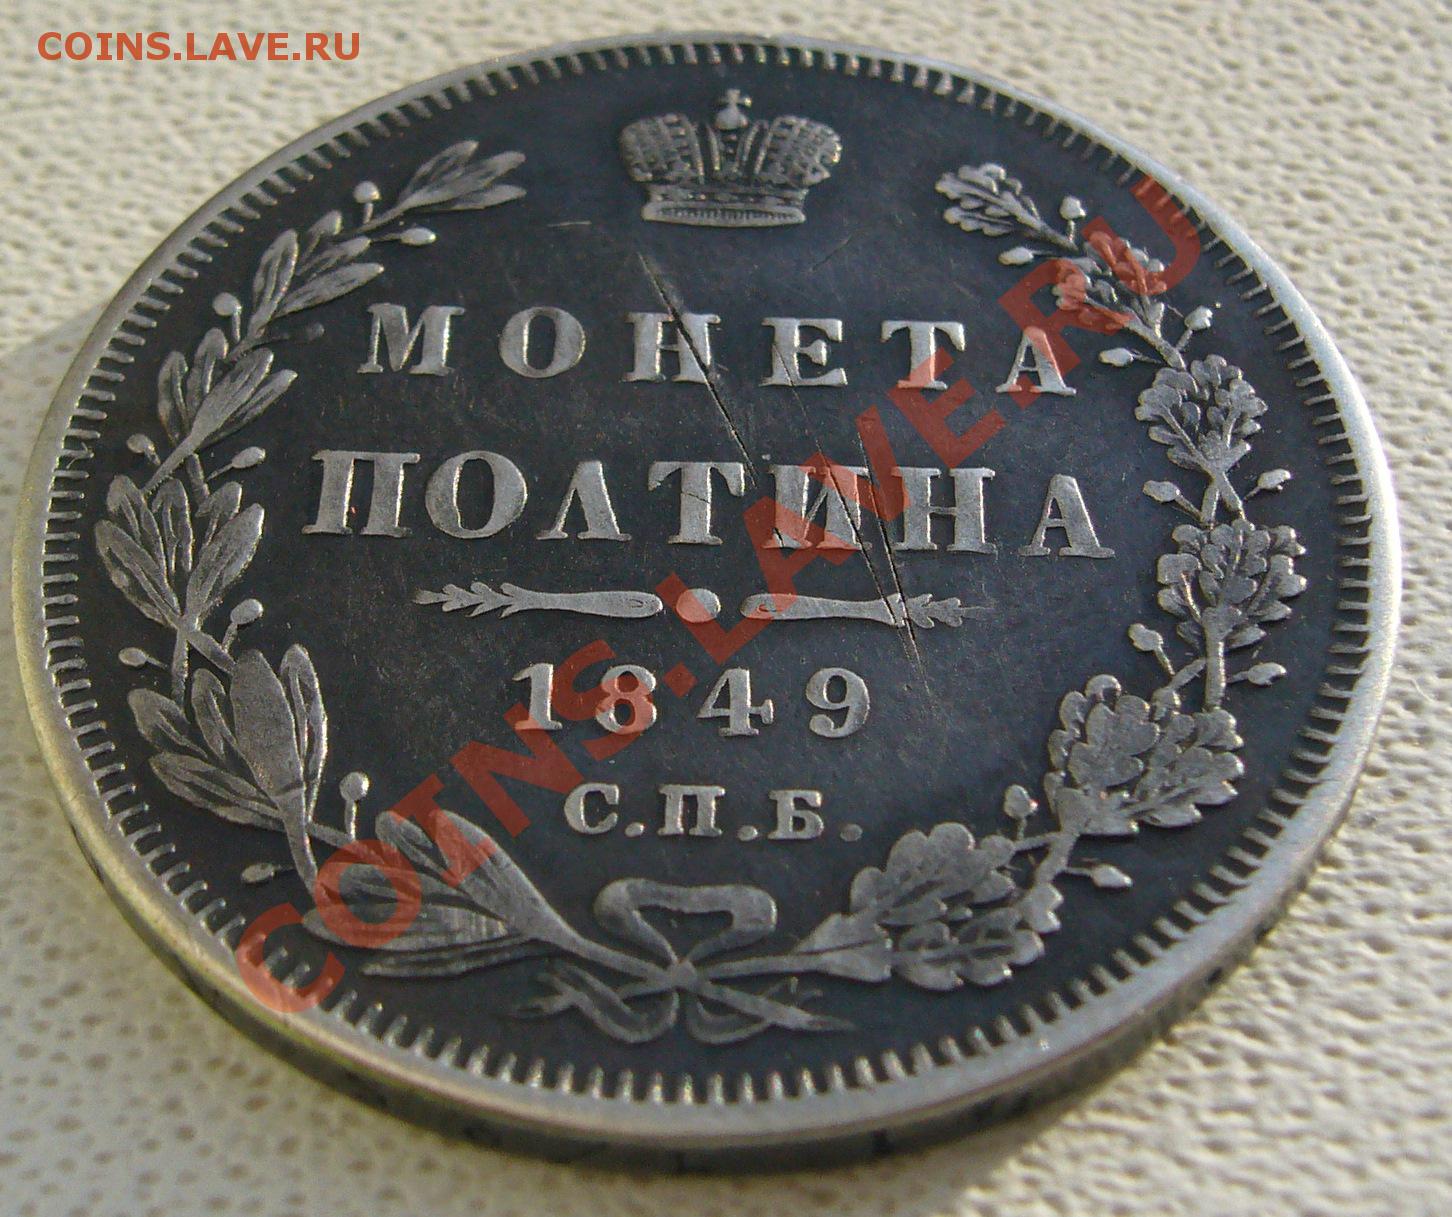 COINS.LAVE.RU
МОНЕТА
ПОЛТИНА
1849
С.П.Б.
COINS.LAVE.RU